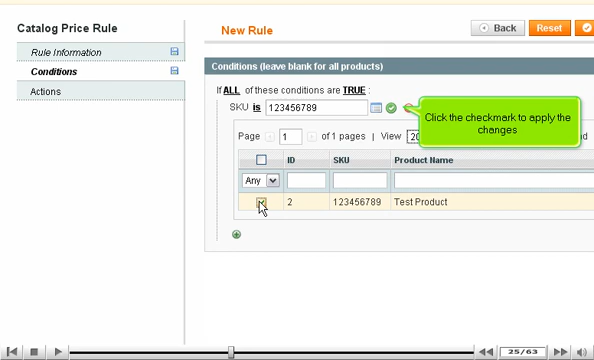 Catalog Price Rule
New Rule
Back
Reset
Rule Information
Conditions
Actions
Conditions (leave blank for all products)
If ALL of these conditions are TRUE :
SKU is 123456789
Click the checkmark to apply the
changes
Page 1 of 1 pages | View 20
ID SKU Product Name
Any
2 123456789 Test Product
25/63